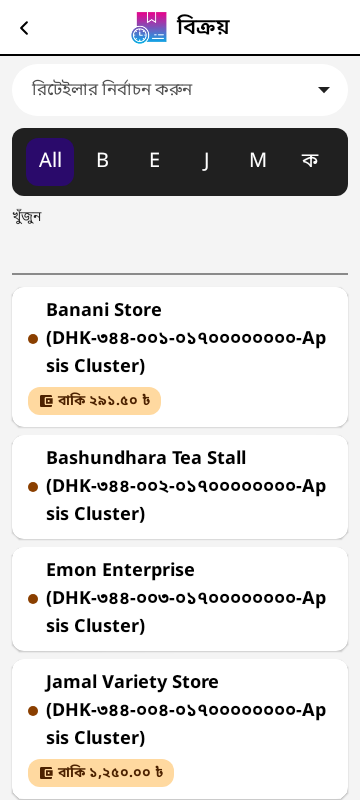 বিক্রয়
রিটেইলার নির্বাচন করুন
All B E J M ক
খুঁজুন
Banani Store
(DHK-৩৪৪-০০১-০১৭০০০০০০০০-Ap
sis Cluster)
বাকি ২৯১.৫০ ৳
Bashundhara Tea Stall
(DHK-৩৪৪-০০২-০১৭০০০০০০০০-Ap
sis Cluster)
Emon Enterprise
(DHK-৩৪৪-০০৩-০১৭০০০০০০০০-Ap
sis Cluster)
Jamal Variety Store
(DHK-৩৪৪-০০৪-০১৭০০০০০০০০-Ap
sis Cluster)
বাকি ১,২৫০.০০ ৳